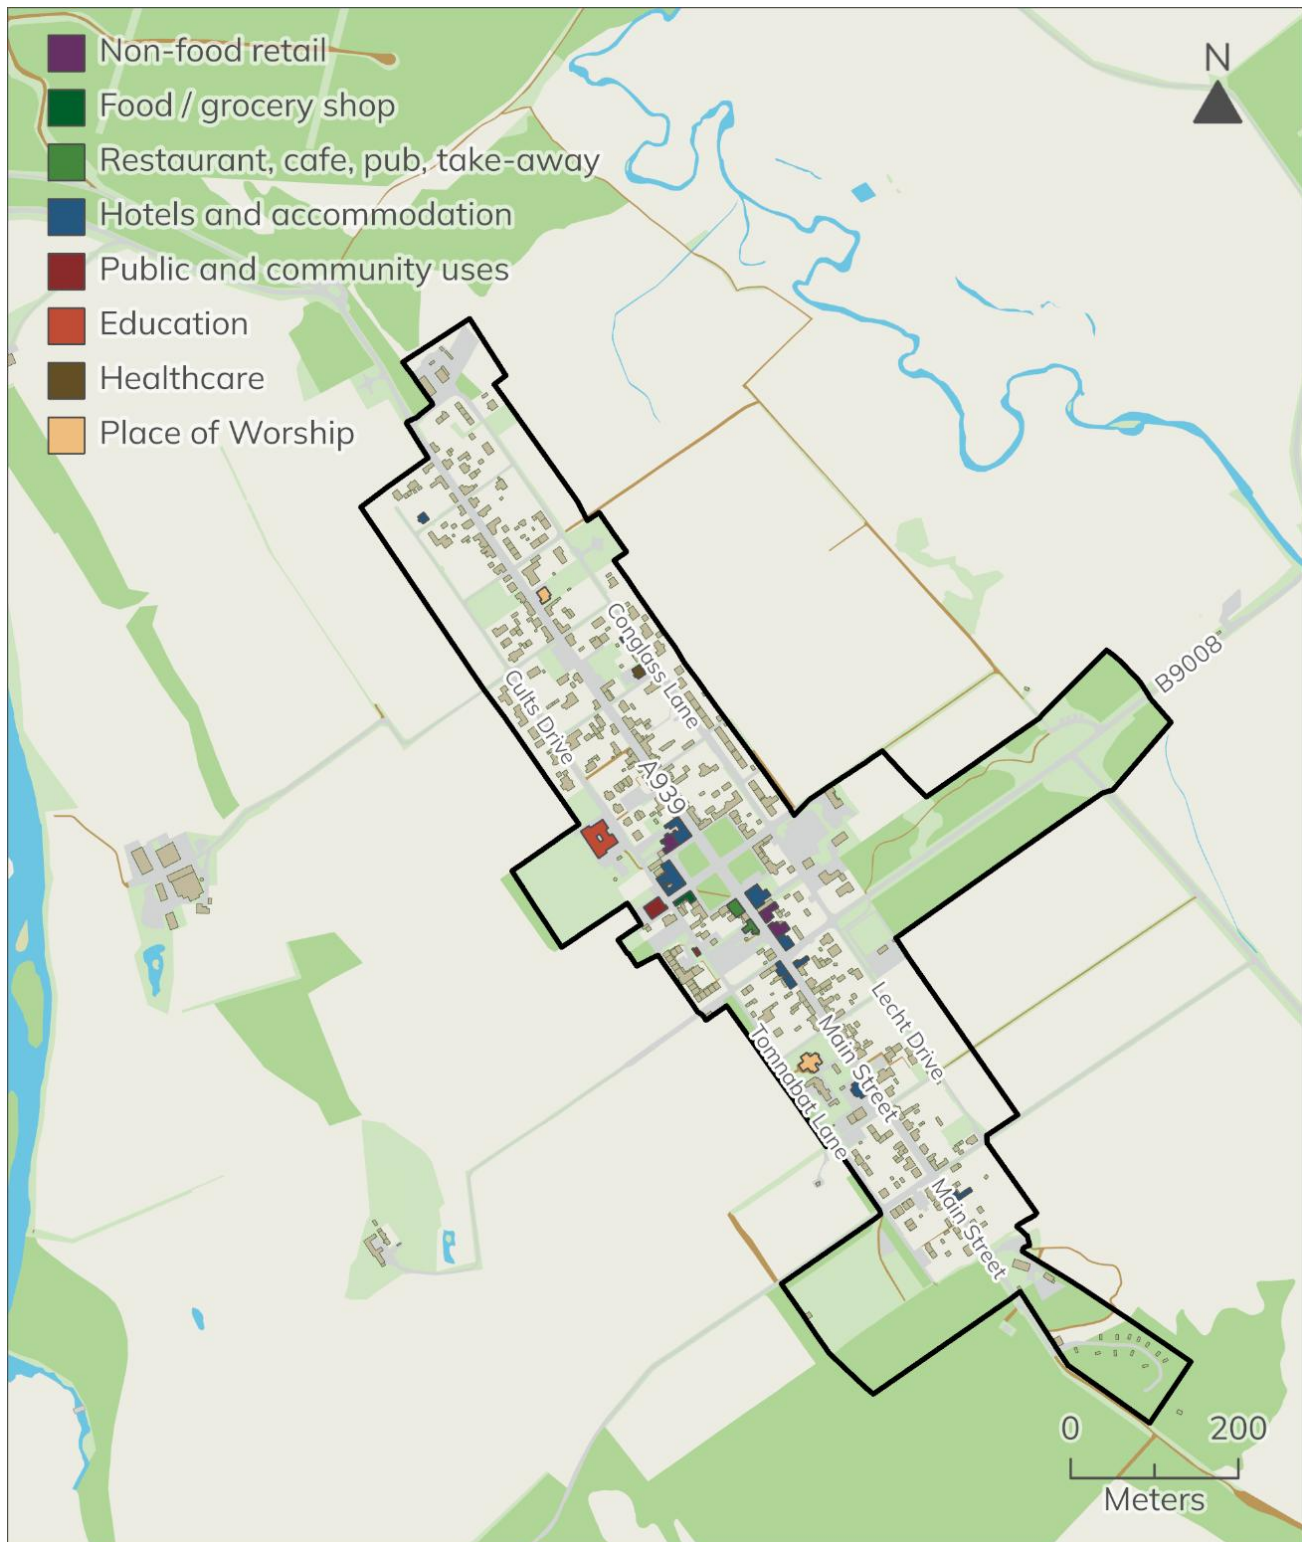 Non-food retail
Food / grocery shop
Restaurant, cafe, pub, take-away
Hotels and accommodation
Public and community uses
Education
Healthcare
Place of Worship
N
Conglass Lane
B9008
Cults Drive
A939
Lecht Drive
Main Street
Tomnabat Lane
Main Street
0 200
Meters